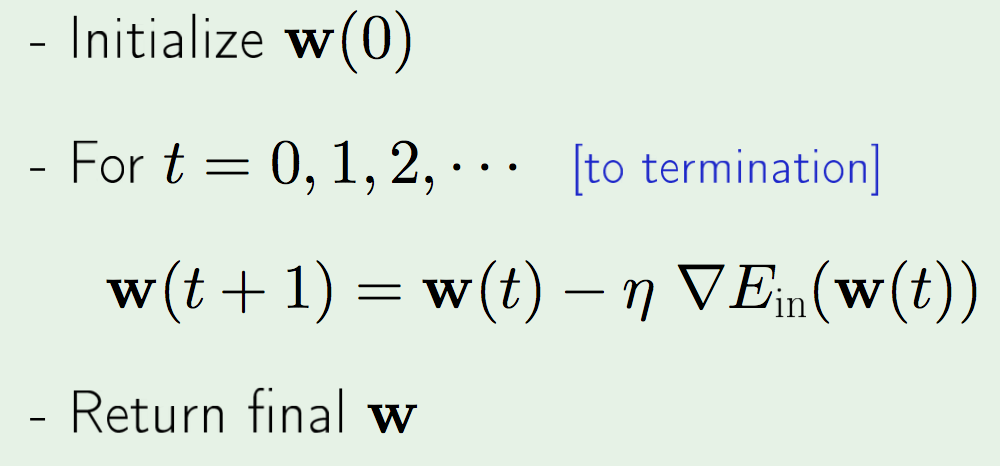 - Initialize w(0)
- For t = 0, 1, 2, ··· [to termination]
w(t + 1) = w(t) − η ∇E_in(w(t))
- Return final w